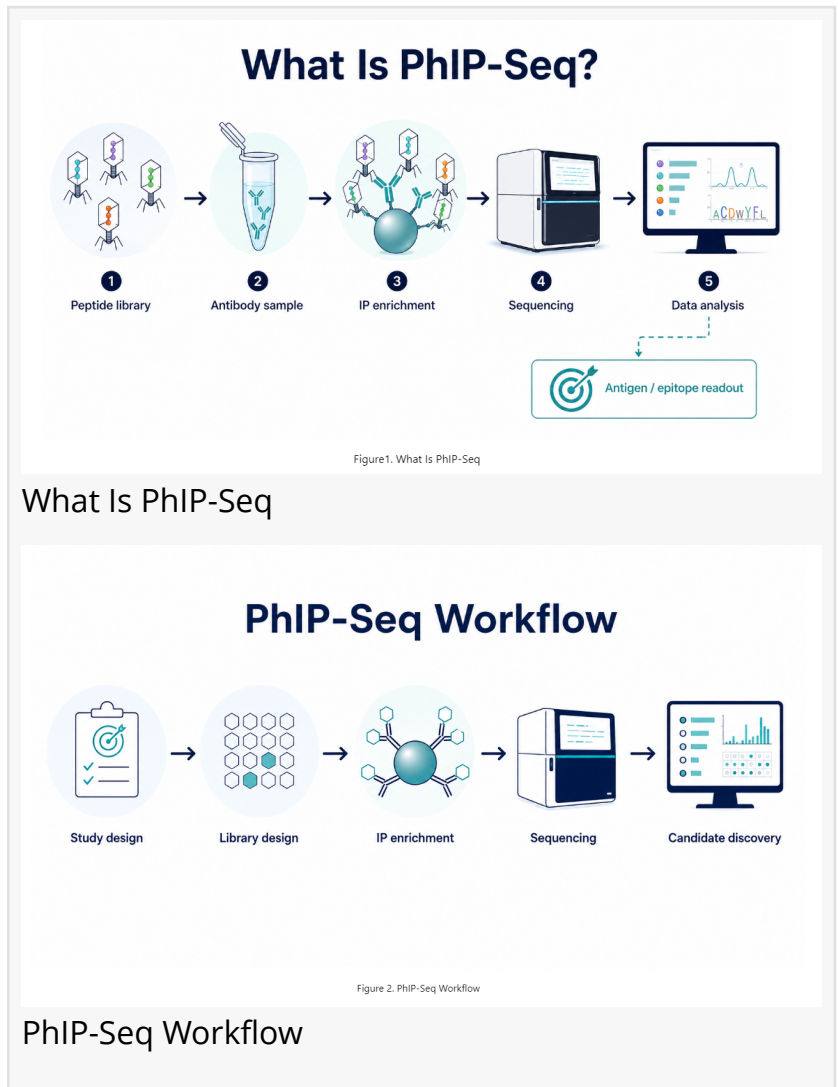 What Is PhIP-Seq?
ACDWYFL
1 2 3 4 5
Peptide library Antibody sample IP enrichment Sequencing Data analysis
Antigen / epitope readout
Figure1. What Is PhIP-Seq
What Is PhIP-Seq
PhIP-Seq Workflow
Study design Library design IP enrichment Sequencing Candidate discovery
Figure 2. PhIP-Seq Workflow
PhIP-Seq Workflow